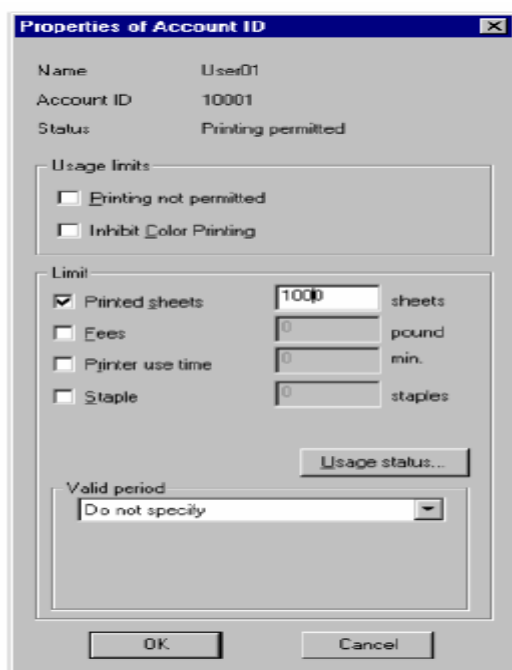 Properties of Account ID
Name User01
Account ID 10001
Status Printing permitted
Usage limits
Printing not permitted
Inhibit Color Printing
Limit
Printed sheets 1000 sheets
Fees 0 pound
Printer use time 0 min.
Staple 0 staples
Usage status...
Valid period
Do not specify
OK Cancel